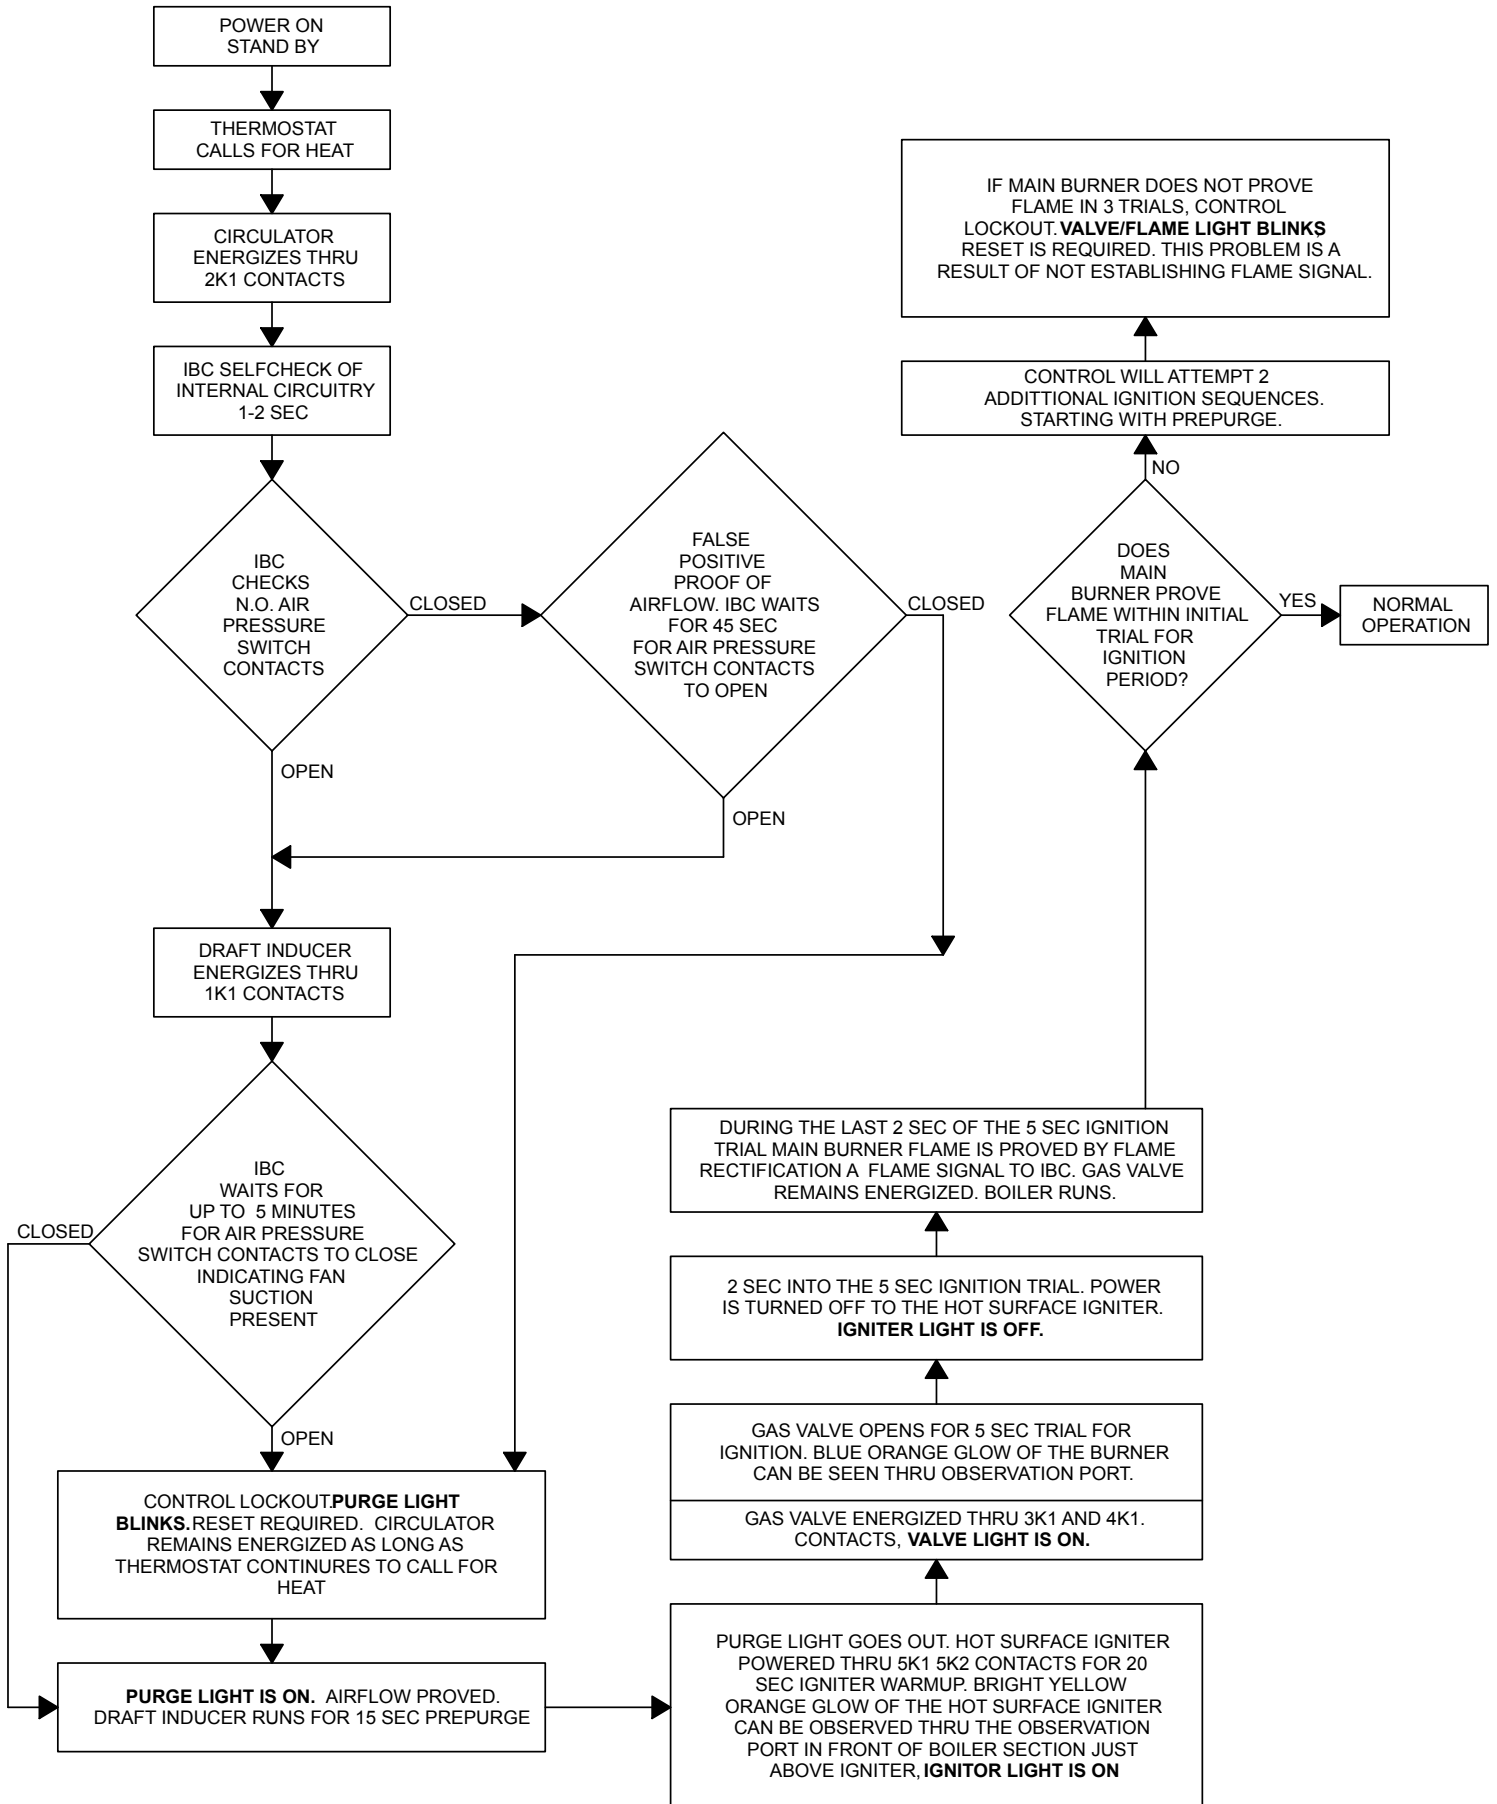 POWER ON
STAND BY
THERMOSTAT
CALLS FOR HEAT
CIRCULATOR
ENERGIZES THRU
2K1 CONTACTS
IBC SELFCHECK OF
INTERNAL CIRCUITRY
1-2 SEC
IBC
CHECKS
N.O. AIR
PRESSURE
SWITCH
CONTACTS
CLOSED
OPEN
FALSE
POSITIVE
PROOF OF
AIRFLOW. IBC WAITS
FOR 45 SEC
FOR AIR PRESSURE
SWITCH CONTACTS
TO OPEN
CLOSED
OPEN
DRAFT INDUCER
ENERGIZES THRU
1K1 CONTACTS
IBC
WAITS FOR
UP TO 5 MINUTES
FOR AIR PRESSURE
SWITCH CONTACTS TO CLOSE
INDICATING FAN
SUCTION
PRESENT
CLOSED
OPEN
CONTROL LOCKOUT.PURGE LIGHT
BLINKS.RESET REQUIRED. CIRCULATOR
REMAINS ENERGIZED AS LONG AS
THERMOSTAT CONTINURES TO CALL FOR
HEAT
PURGE LIGHT IS ON. AIRFLOW PROVED.
DRAFT INDUCER RUNS FOR 15 SEC PREPURGE
PURGE LIGHT GOES OUT. HOT SURFACE IGNITER
POWERED THRU 5K1 5K2 CONTACTS FOR 20
SEC IGNITER WARMUP. BRIGHT YELLOW
ORANGE GLOW OF THE HOT SURFACE IGNITER
CAN BE OBSERVED THRU THE OBSERVATION
PORT IN FRONT OF BOILER SECTION JUST
ABOVE IGNITER, IGNITOR LIGHT IS ON
GAS VALVE OPENS FOR 5 SEC TRIAL FOR
IGNITION. BLUE ORANGE GLOW OF THE BURNER
CAN BE SEEN THRU OBSERVATION PORT.
GAS VALVE ENERGIZED THRU 3K1 AND 4K1.
CONTACTS, VALVE LIGHT IS ON.
2 SEC INTO THE 5 SEC IGNITION TRIAL. POWER
IS TURNED OFF TO THE HOT SURFACE IGNITER.
IGNITER LIGHT IS OFF.
DURING THE LAST 2 SEC OF THE 5 SEC IGNITION
TRIAL MAIN BURNER FLAME IS PROVED BY FLAME
RECTIFICATION A FLAME SIGNAL TO IBC. GAS VALVE
REMAINS ENERGIZED. BOILER RUNS.
DOES
MAIN
BURNER PROVE
FLAME WITHIN INITIAL
TRIAL FOR
IGNITION
PERIOD?
YES
NORMAL
OPERATION
NO
CONTROL WILL ATTEMPT 2
ADDITTIONAL IGNITION SEQUENCES.
STARTING WITH PREPURGE.
IF MAIN BURNER DOES NOT PROVE
FLAME IN 3 TRIALS, CONTROL
LOCKOUT. VALVE/FLAME LIGHT BLINKS,
RESET IS REQUIRED. THIS PROBLEM IS A
RESULT OF NOT ESTABLISHING FLAME SIGNAL.